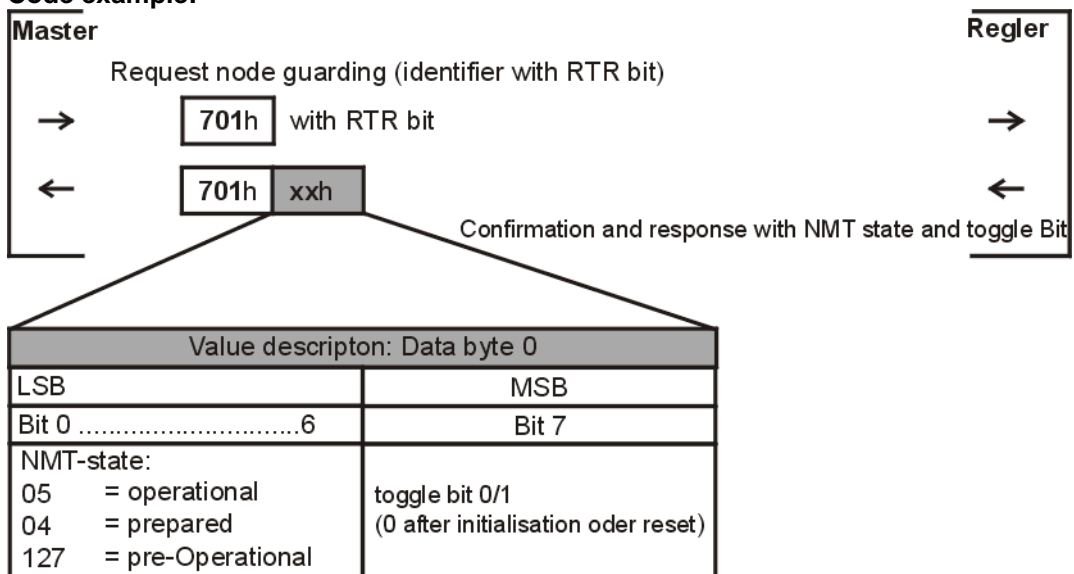 Code example:
Master Regler
Request node guarding (identifier with RTR bit)
→ 701h with RTR bit →
← 701h xxh ←
Confirmation and response with NMT state and toggle Bit
Value descripton: Data byte 0
LSB MSB
Bit 0 .............................6 Bit 7
NMT-state:
05 = operational toggle bit 0/1
04 = prepared (0 after initialisation oder reset)
127 = pre-Operational